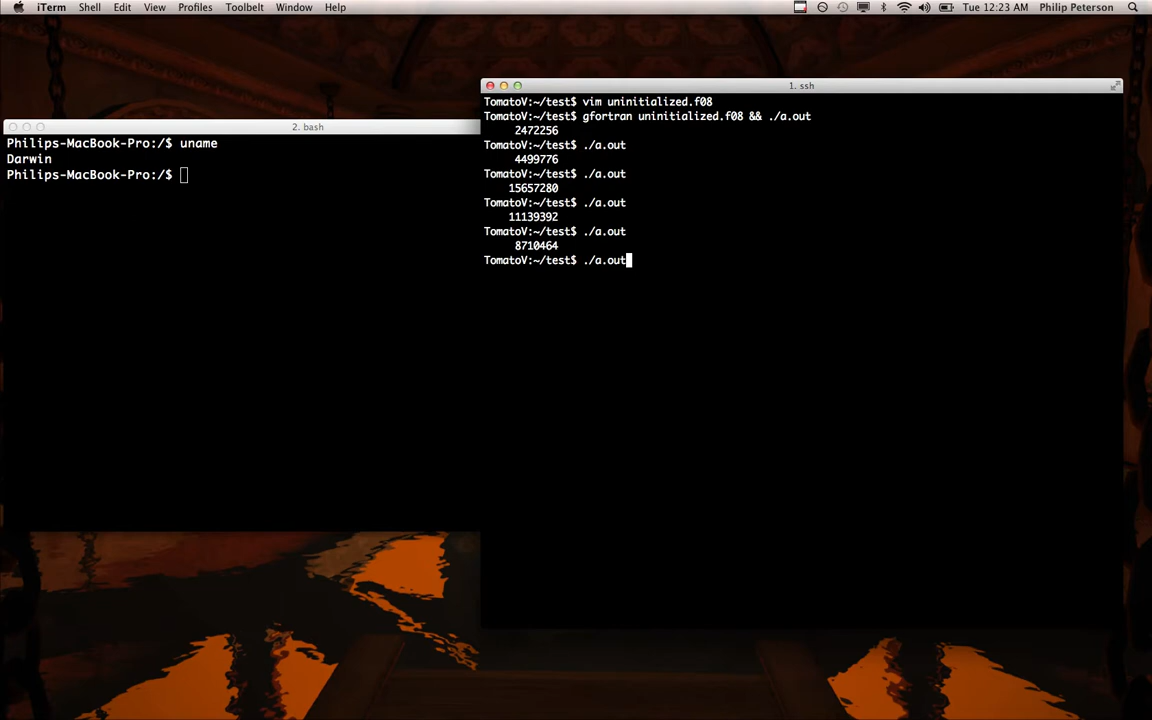 iTerm Shell Edit View Profiles Toolbelt Window Help Tue 12:23 AM Philip Peterson
2. bash
Philips-MacBook-Pro:/$ uname
Darwin
Philips-MacBook-Pro:/$
1. ssh
TomatoV:~/test$ vim uninitialized.f08
TomatoV:~/test$ gfortran uninitialized.f08 && ./a.out
2472256
TomatoV:~/test$ ./a.out
4499776
TomatoV:~/test$ ./a.out
15657280
TomatoV:~/test$ ./a.out
11139392
TomatoV:~/test$ ./a.out
8710464
TomatoV:~/test$ ./a.out